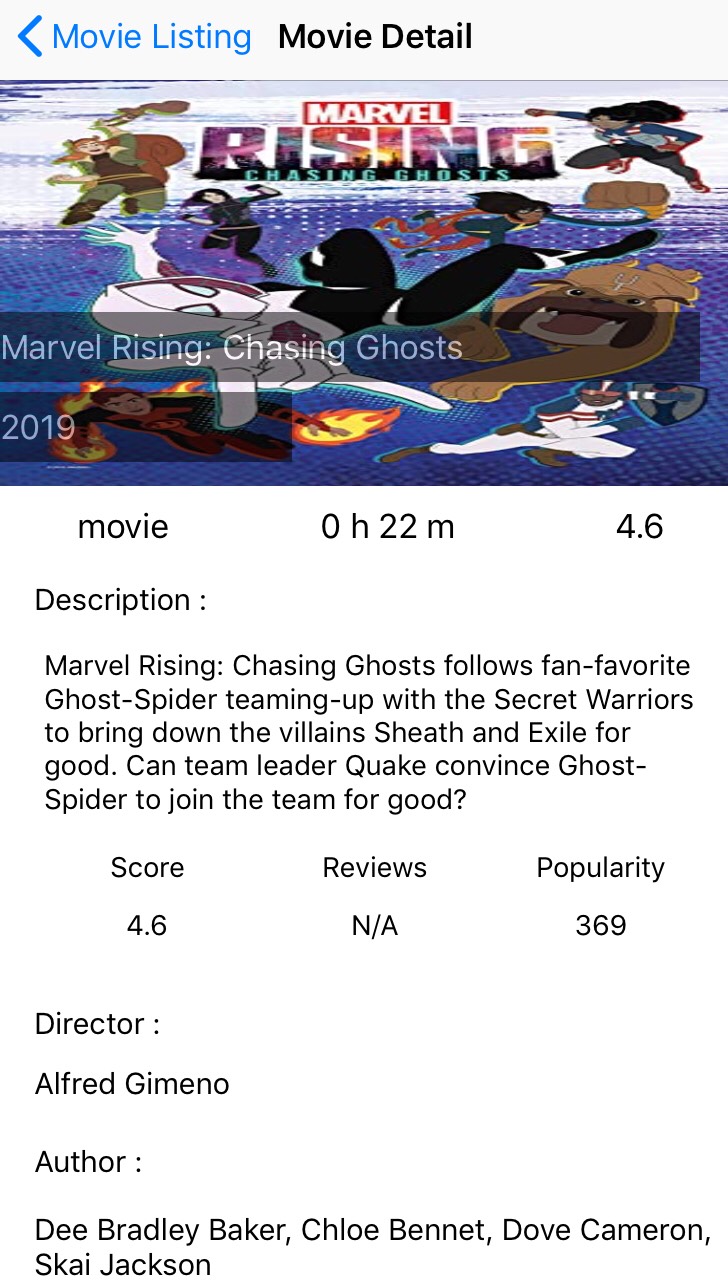 Movie Listing Movie Detail
MARVEL
RISING
CHASING GHOSTS
Marvel Rising: Chasing Ghosts
2019
movie 0 h 22 m 4.6
Description :
Marvel Rising: Chasing Ghosts follows fan-favorite
Ghost-Spider teaming-up with the Secret Warriors
to bring down the villains Sheath and Exile for
good. Can team leader Quake convince Ghost-
Spider to join the team for good?
Score Reviews Popularity
4.6 N/A 369
Director :
Alfred Gimeno
Author :
Dee Bradley Baker, Chloe Bennet, Dove Cameron,
Skai Jackson